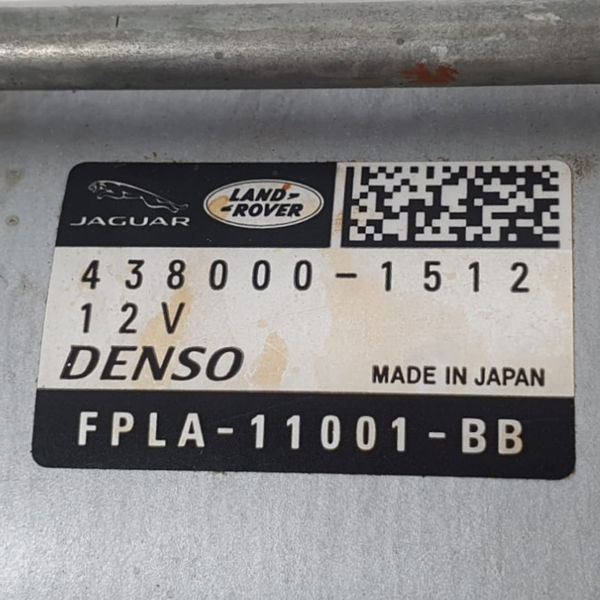 JAGUAR
LAND-
-ROVER
438000-1512
12V
DENSO
MADE IN JAPAN
FPLA-11001-BB